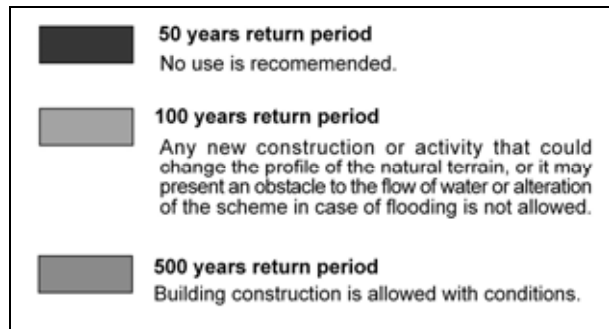 50 years return period
No use is recomemended.
100 years return period
Any new construction or activity that could
change the profile of the natural terrain, or it may
present an obstacle to the flow of water or alteration
of the scheme in case of flooding is not allowed.
500 years return period
Building construction is allowed with conditions.